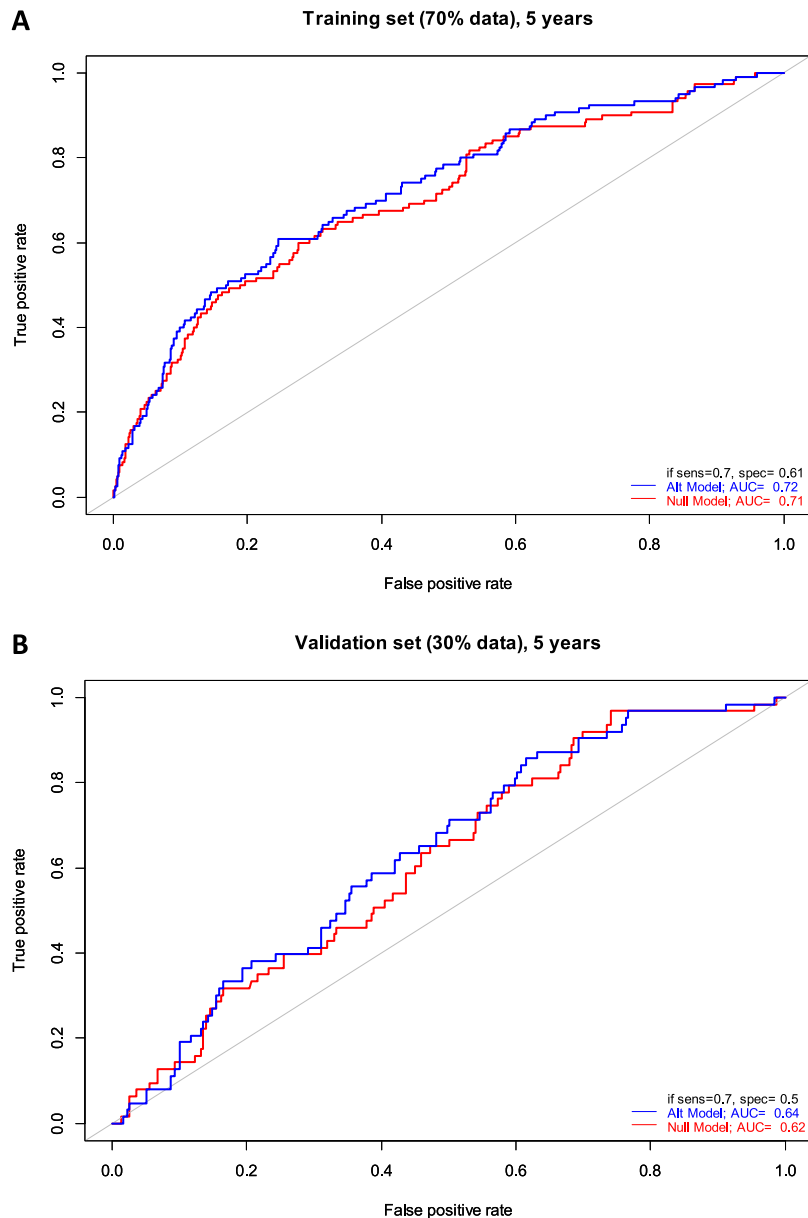 A
Training set (70% data), 5 years
1.0
0.8
0.6
0.4
0.2
0.0
True positive rate
if sens=0.7, spec= 0.61
Alt Model; AUC= 0.72
Null Model; AUC= 0.71
0.0 0.2 0.4 0.6 0.8 1.0
False positive rate
B
Validation set (30% data), 5 years
1.0
0.8
0.6
0.4
0.2
0.0
True positive rate
if sens=0.7, spec= 0.5
Alt Model; AUC= 0.64
Null Model; AUC= 0.62
0.0 0.2 0.4 0.6 0.8 1.0
False positive rate